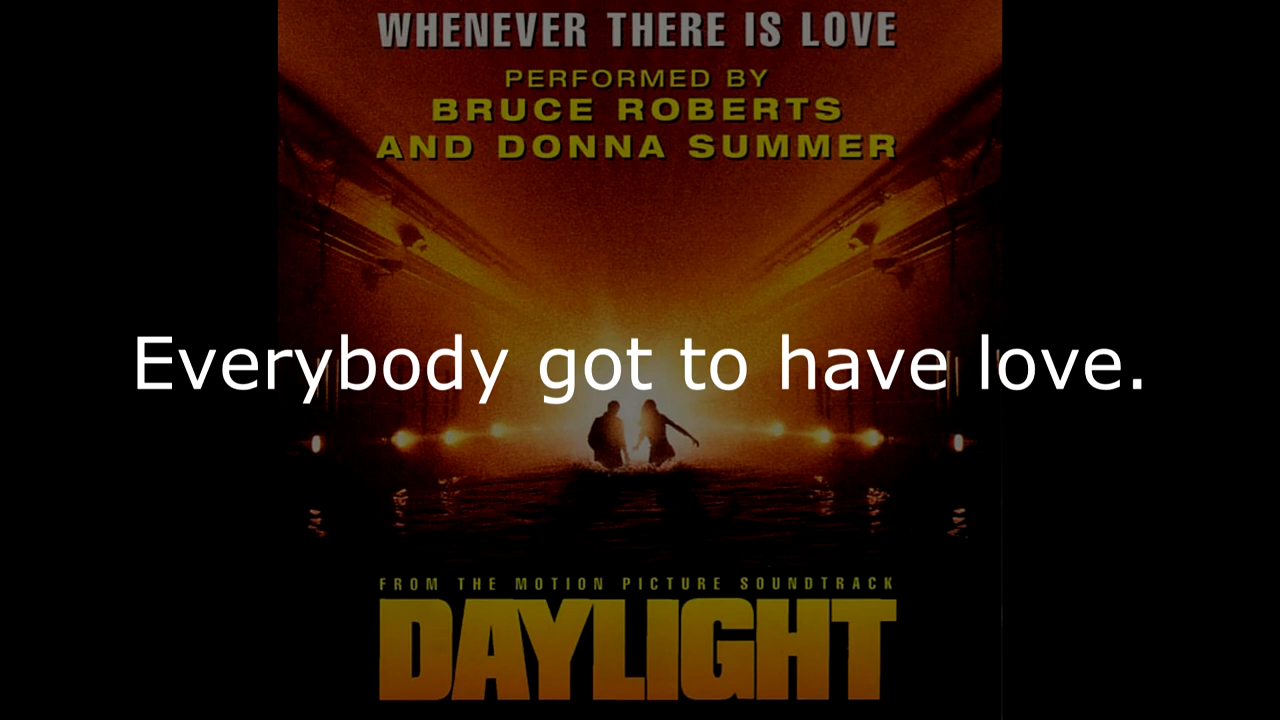 WHENEVER THERE IS LOVE
PERFORMED BY
BRUCE ROBERTS
AND DONNA SUMMER
Everybody got to have love.
FROM THE MOTION PICTURE SOUNDTRACK
DAYLIGHT